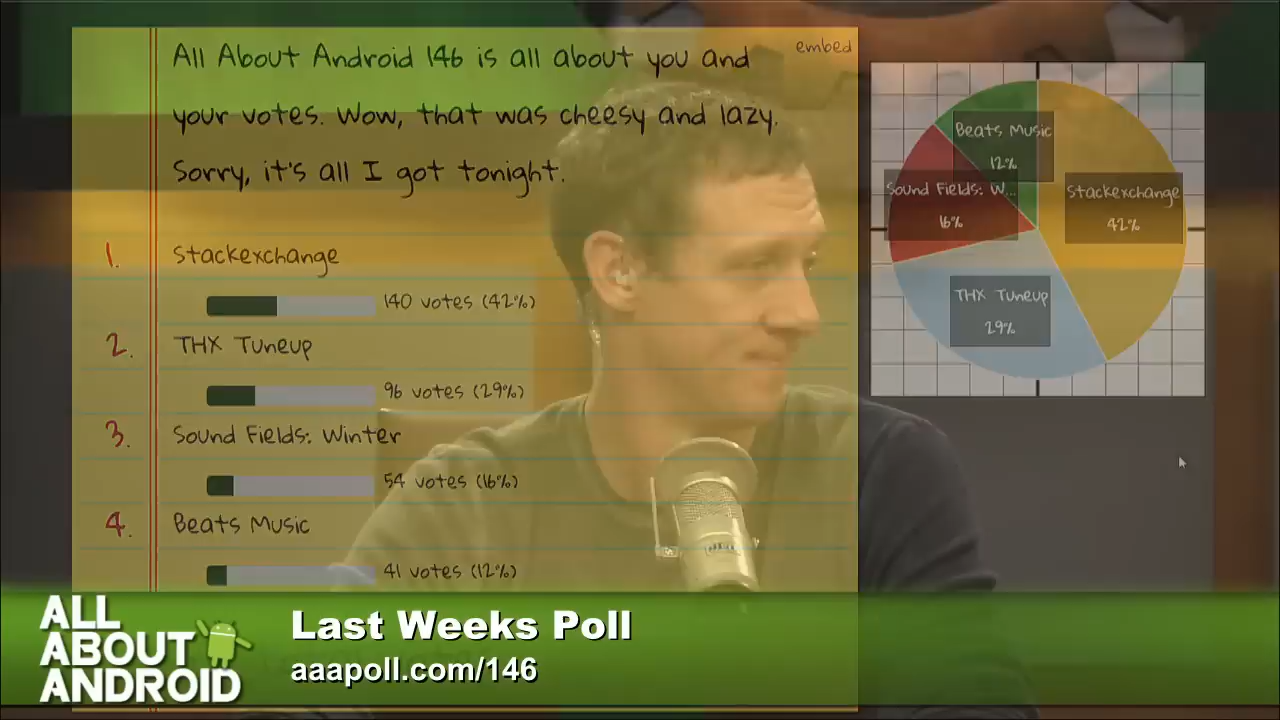 All About Android 146 is all about you and
embed
your votes. Wow, that was cheesy and lazy.
Sorry, it's all I got tonight.
1. Stackexchange
140 votes (42%)
2. THX Tuneup
96 votes (29%)
3. Sound Fields: Winter
54 votes (16%)
4. Beats Music
41 votes (12%)
Beats Music
12%
Sound Fields: W...
16%
Stackexchange
42%
THX Tuneup
29%
ALL
ABOUT
ANDROID
Last Weeks Poll
aaapoll.com/146